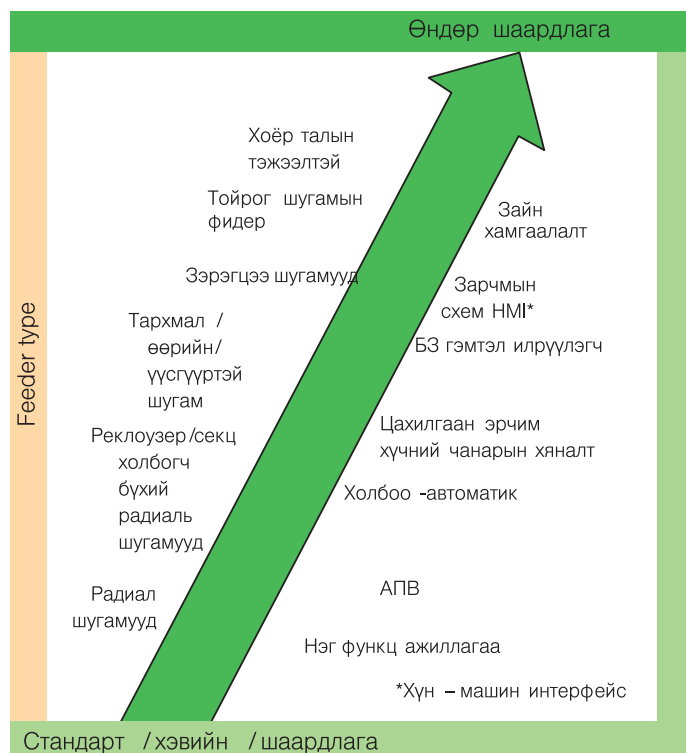 Өндөр шаардлага
Хоёр талын
тэжээлтэй
Тойрог шугамын
фидер
Зэрэгцээ шугамууд
Тархмал /
өөрийн/
үүсгүүртэй
шугам
Реклоузер/секц
холбогч
бүхий
радиаль
шугамууд
Радиал
шугамууд
Feeder type
Зайн
хамгаалалт
Зарчмын
схем HMI*
БЗ гэмтэл илрүүлэгч
Цахилгаан эрчим
хүчний чанарын хяналт
Холбоо -автоматик
АПВ
Нэг функц ажиллагаа
*Хүн – машин интерфейс
Стандарт /хэвийн /шаардлага